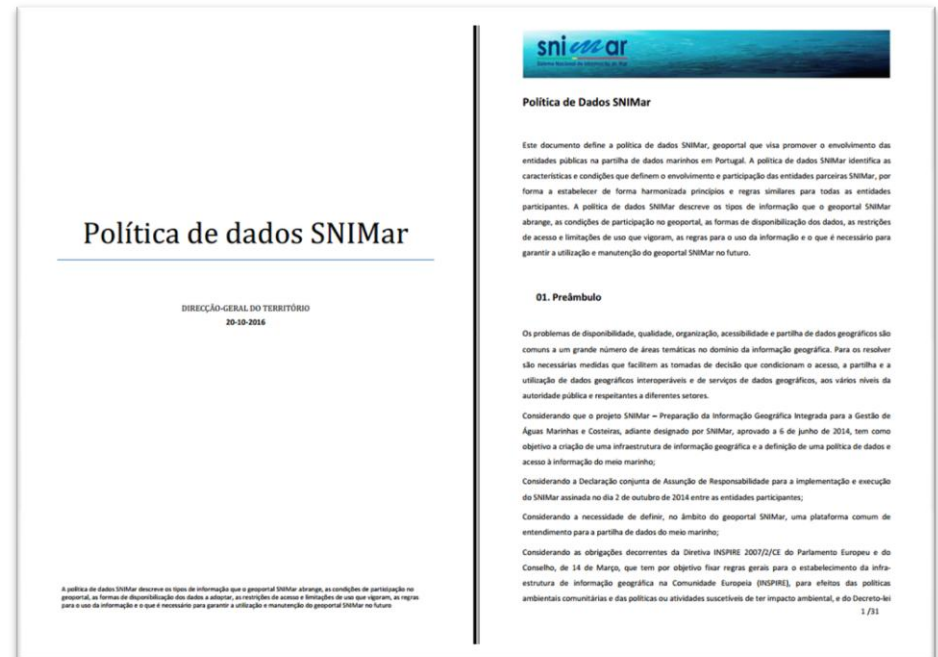 Política de dados SNIMar
DIRECÇÃO-GERAL DO TERRITÓRIO
20-10-2016
A política de dados SNIMar descreve os tipos de informação que o geoportal SNIMar abrange, as condições de participação no
geoportal, as formas de disponibilização dos dados a adoptar, as restrições de acesso e limitações de uso que vigoram, as regras
para o uso da informação e o que é necessário para garantir a utilização e manutenção do geoportal SNIMar no futuro
snimar
Sistema Nacional de Informação do Mar
Política de Dados SNIMar
Este documento define a política de dados SNIMar, geoportal que visa promover o envolvimento das
entidades públicas na partilha de dados marinhos em Portugal. A política de dados SNIMar identifica as
características e condições que definem o envolvimento e participação das entidades parceiras SNIMar, por
forma a estabelecer de forma harmonizada princípios e regras similares para todas as entidades
participantes. A política de dados SNIMar descreve os tipos de informação que o geoportal SNIMar
abrange, as condições de participação no geoportal, as formas de disponibilização dos dados, as restrições
de acesso e limitações de uso que vigoram, as regras para o uso da informação e o que é necessário para
garantir a utilização e manutenção do geoportal SNIMar no futuro.
01. Preâmbulo
Os problemas de disponibilidade, qualidade, organização, acessibilidade e partilha de dados geográficos são
comuns a um grande número de áreas temáticas no domínio da informação geográfica. Para os resolver
são necessárias medidas que facilitem as tomadas de decisão que condicionam o acesso, a partilha e a
utilização de dados geográficos interoperáveis e de serviços de dados geográficos, aos vários níveis da
autoridade pública e respeitantes a diferentes setores.
Considerando que o projeto SNIMar – Preparação da Informação Geográfica Integrada para a Gestão de
Águas Marinhas e Costeiras, adiante designado por SNIMar, aprovado a 6 de junho de 2014, tem como
objetivo a criação de uma infraestrutura de informação geográfica e a definição de uma política de dados e
acesso à informação do meio marinho;
Considerando a Declaração conjunta de Assunção de Responsabilidade para a implementação e execução
do SNIMar assinada no dia 2 de outubro de 2014 entre as entidades participantes;
Considerando a necessidade de definir, no âmbito do geoportal SNIMar, uma plataforma comum de
entendimento para a partilha de dados do meio marinho;
Considerando as obrigações decorrentes da Diretiva INSPIRE 2007/2/CE do Parlamento Europeu e do
Conselho, de 14 de Março, que tem por objetivo fixar regras gerais para o estabelecimento da infra-
estrutura de informação geográfica na Comunidade Europeia (INSPIRE), para efeitos das políticas
ambientais comunitárias e das políticas ou atividades suscetíveis de ter impacto ambiental, e do Decreto-lei
1 /31